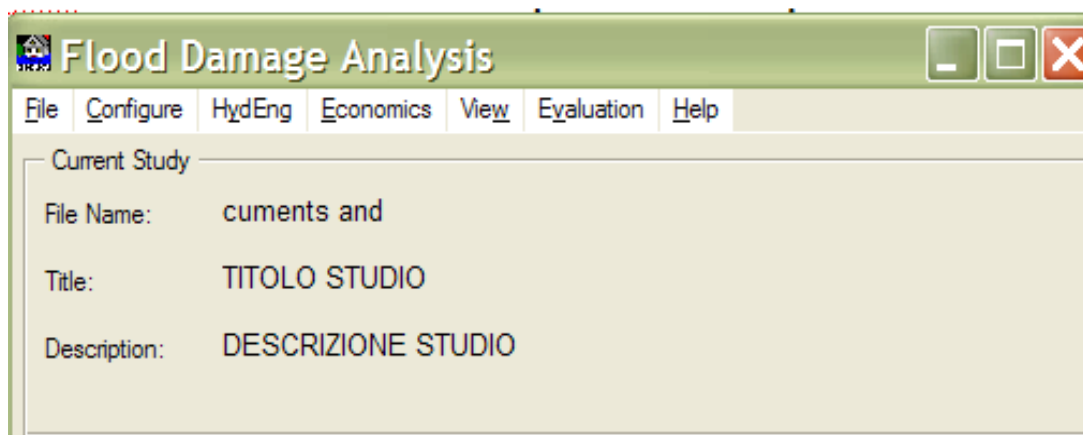 Flood Damage Analysis
File Configure HydEng Economics View Evaluation Help
Current Study
File Name: cuments and
Title: TITOLO STUDIO
Description: DESCRIZIONE STUDIO